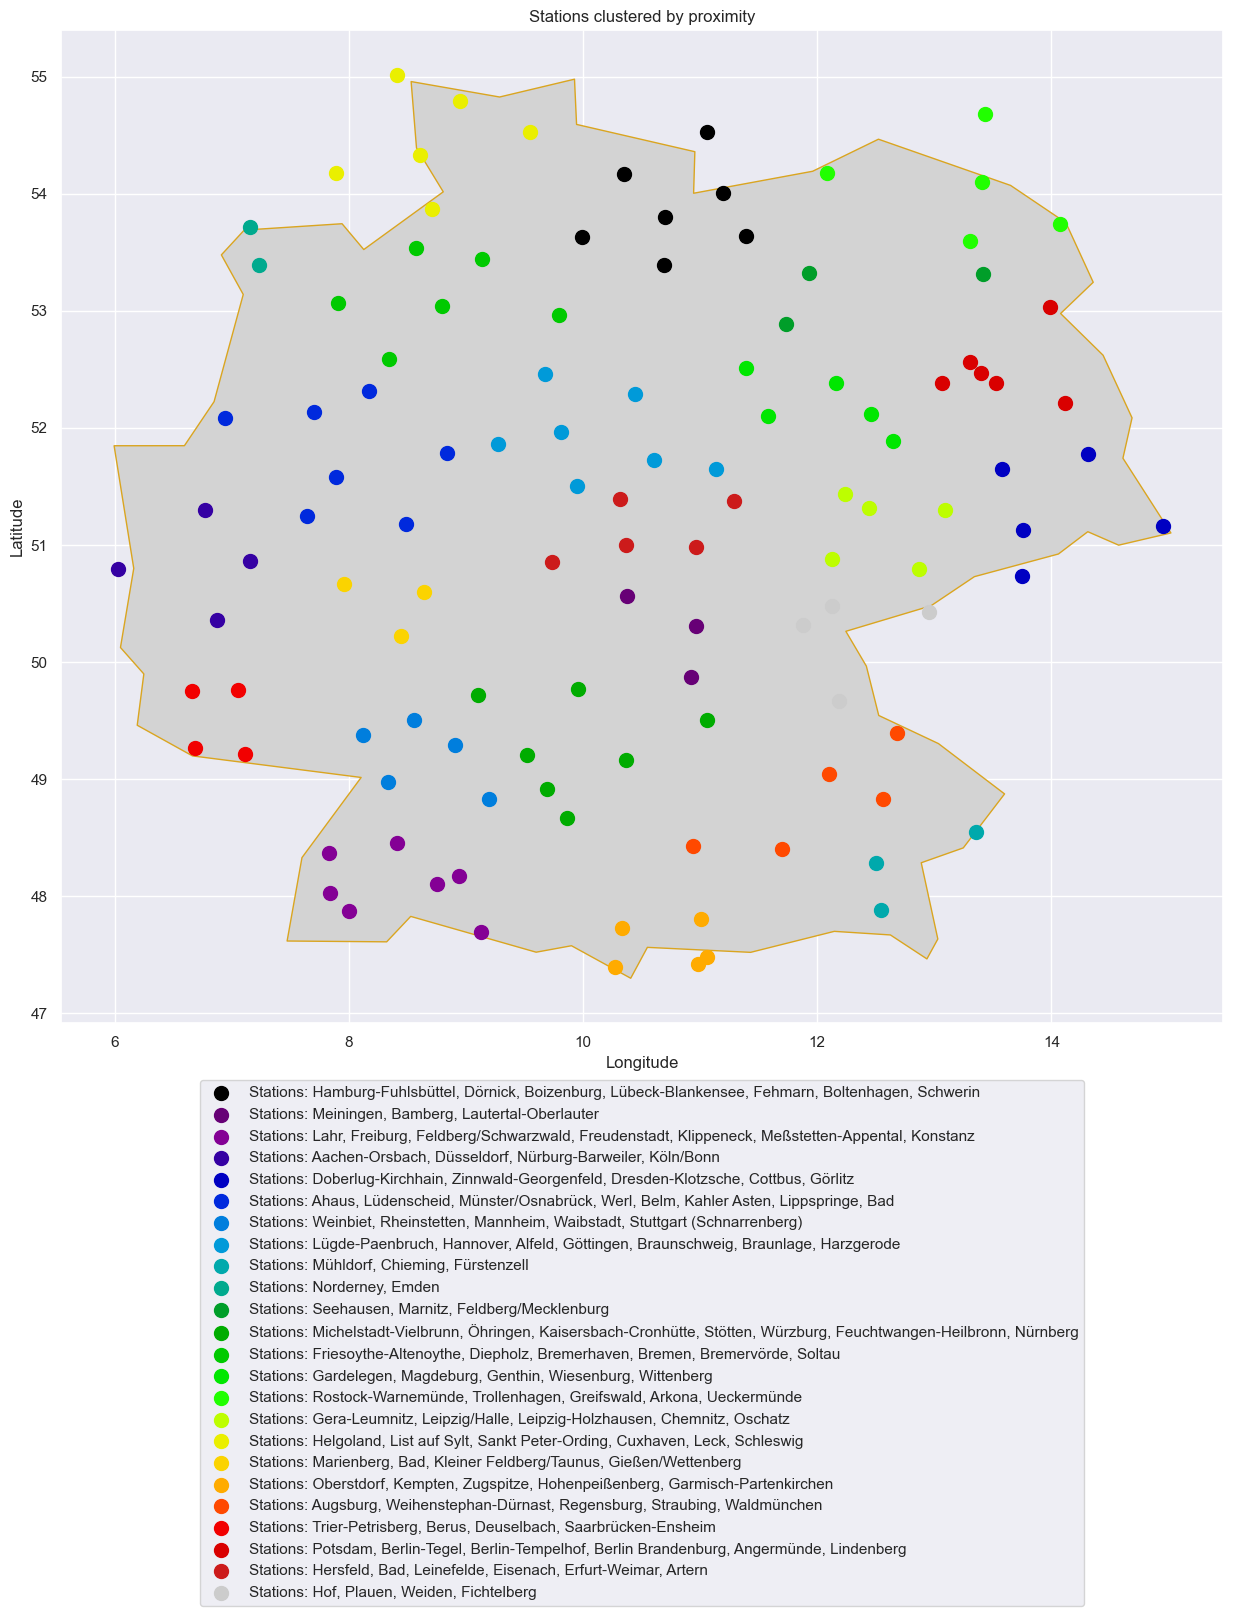 Stations clustered by proximity
55
54
53
52
51
50
49
48
47
Latitude
6 8 10 12 14
Longitude
Stations: Hamburg-Fuhlsbüttel, Dörnick, Boizenburg, Lübeck-Blankensee, Fehmarn, Boltenhagen, Schwerin
Stations: Meiningen, Bamberg, Lautertal-Oberlauter
Stations: Lahr, Freiburg, Feldberg/Schwarzwald, Freudenstadt, Klippeneck, Meßstetten-Appental, Konstanz
Stations: Aachen-Orsbach, Düsseldorf, Nürburg-Barweiler, Köln/Bonn
Stations: Doberlug-Kirchhain, Zinnwald-Georgenfeld, Dresden-Klotzsche, Cottbus, Görlitz
Stations: Ahaus, Lüdenscheid, Münster/Osnabrück, Werl, Belm, Kahler Asten, Lippspringe, Bad
Stations: Weinbiet, Rheinstetten, Mannheim, Waibstadt, Stuttgart (Schnarrenberg)
Stations: Lügde-Paenbruch, Hannover, Alfeld, Göttingen, Braunschweig, Braunlage, Harzgerode
Stations: Mühldorf, Chieming, Fürstenzell
Stations: Norderney, Emden
Stations: Seehausen, Marnitz, Feldberg/Mecklenburg
Stations: Michelstadt-Vielbrunn, Öhringen, Kaisersbach-Cronhütte, Stötten, Würzburg, Feuchtwangen-Heilbronn, Nürnberg
Stations: Friesoythe-Altenoythe, Diepholz, Bremerhaven, Bremen, Bremervörde, Soltau
Stations: Gardelegen, Magdeburg, Genthin, Wiesenburg, Wittenberg
Stations: Rostock-Warnemünde, Trollenhagen, Greifswald, Arkona, Ueckermünde
Stations: Gera-Leumnitz, Leipzig/Halle, Leipzig-Holzhausen, Chemnitz, Oschatz
Stations: Helgoland, List auf Sylt, Sankt Peter-Ording, Cuxhaven, Leck, Schleswig
Stations: Marienberg, Bad, Kleiner Feldberg/Taunus, Gießen/Wettenberg
Stations: Oberstdorf, Kempten, Zugspitze, Hohenpeißenberg, Garmisch-Partenkirchen
Stations: Augsburg, Weihenstephan-Dürnast, Regensburg, Straubing, Waldmünchen
Stations: Trier-Petrisberg, Berus, Deuselbach, Saarbrücken-Ensheim
Stations: Potsdam, Berlin-Tegel, Berlin-Tempelhof, Berlin Brandenburg, Angermünde, Lindenberg
Stations: Hersfeld, Bad, Leinefelde, Eisenach, Erfurt-Weimar, Artern
Stations: Hof, Plauen, Weiden, Fichtelberg